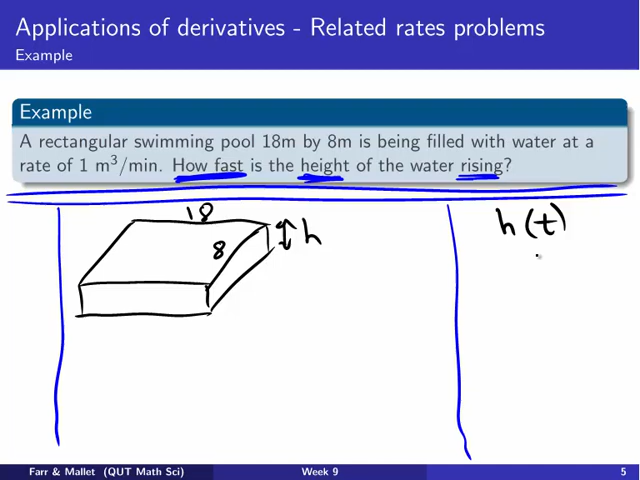 Applications of derivatives - Related rates problems
Example
Example
A rectangular swimming pool 18m by 8m is being filled with water at a
rate of 1 m³/min. How fast is the height of the water rising?
18
8
h
h(t)
Farr & Mallet (QUT Math Sci) Week 9 5